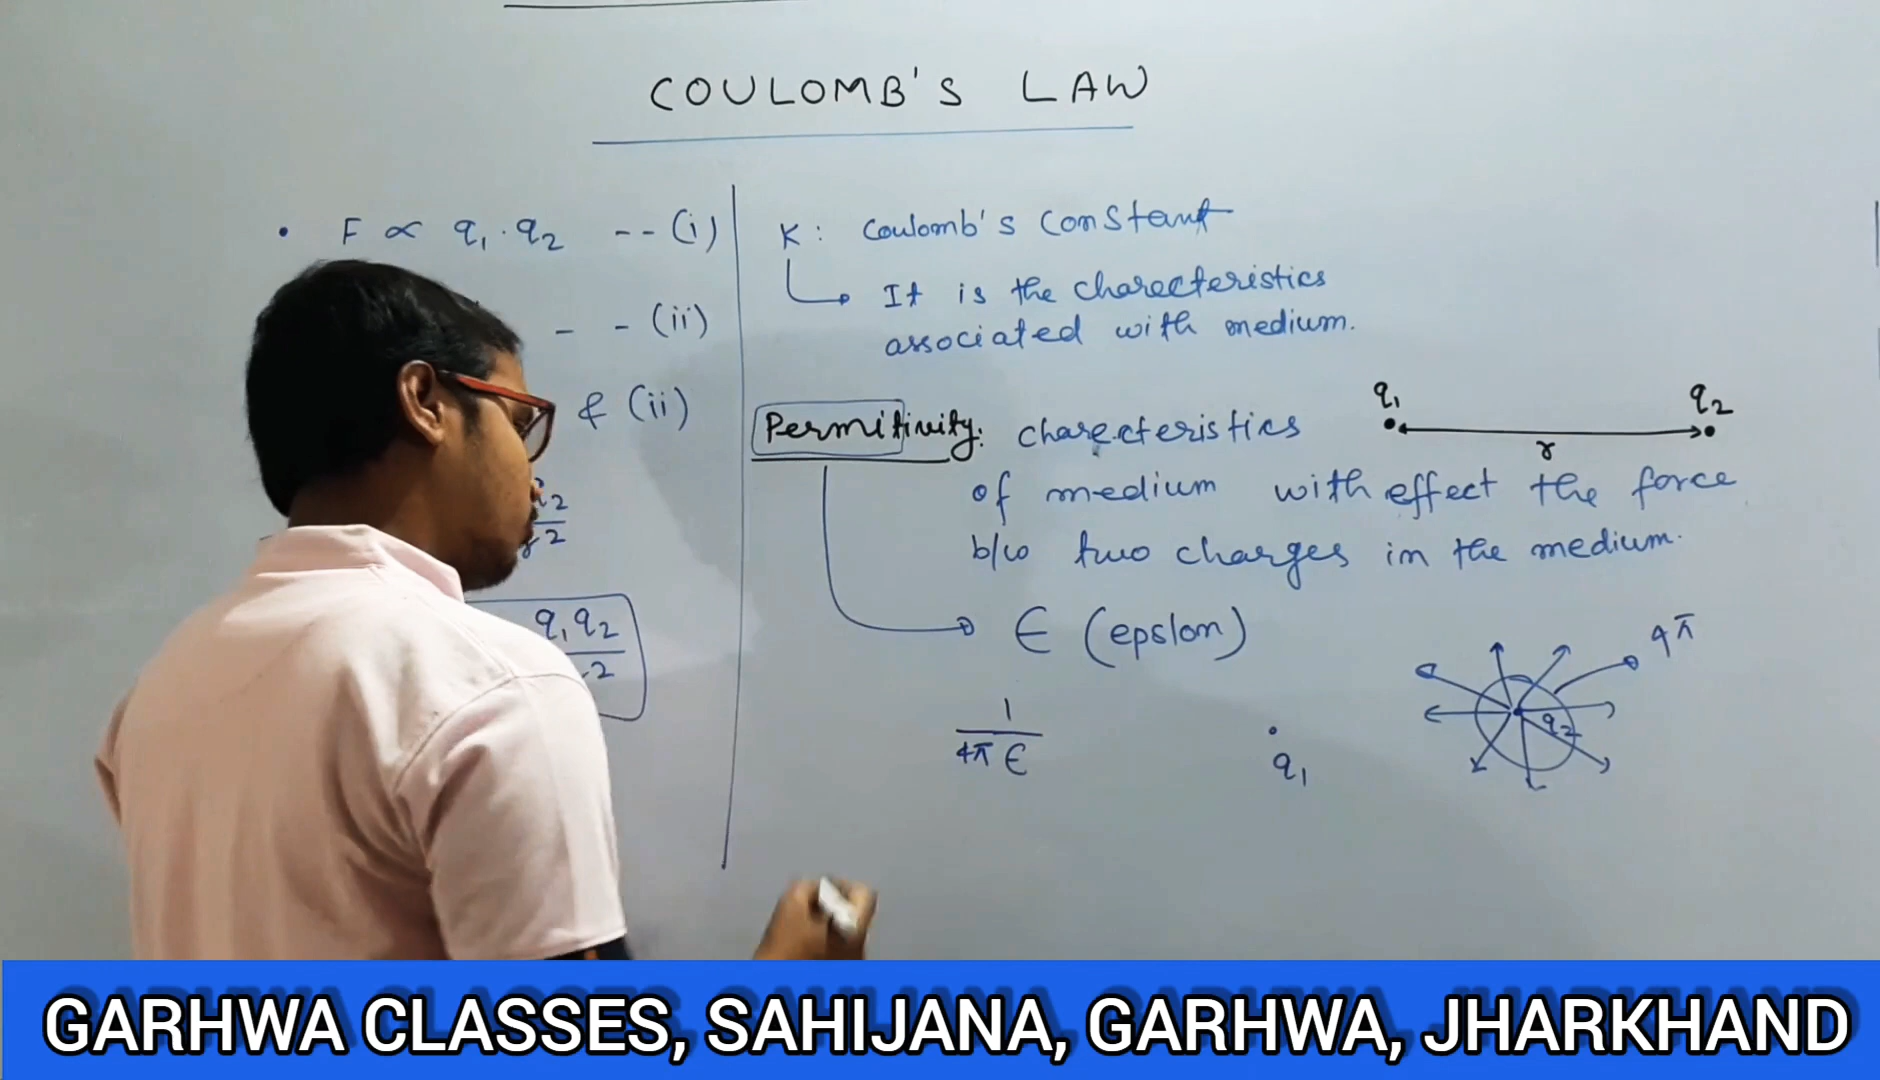 COULOMB'S LAW
• F ∝ q₁.q₂ -- (i)
- - (ii)
& (ii)
q₁q₂
K: Coulomb's constant
It is the charecteristics
associated with medium.
q₁ q₂
r
Permitivity: charecteristics
of medium with effect the force
b/w two charges in the medium.
∈ (epslon)
4π
1
4π ∈
q₁
q₂
GARHWA CLASSES, SAHIJANA, GARHWA, JHARKHAND